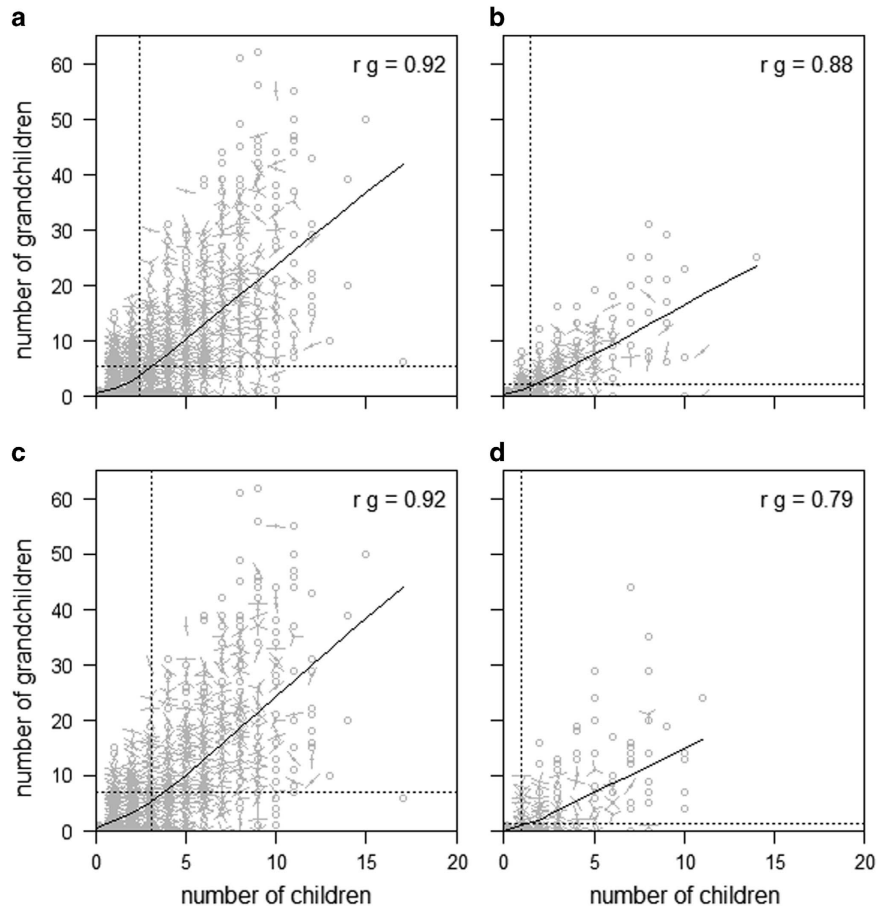 a
b
number of grandchildren
60
50
40
30
20
10
0
r g = 0.92
r g = 0.88
c
d
number of grandchildren
60
50
40
30
20
10
0
r g = 0.92
r g = 0.79
0 5 10 15 20
0 5 10 15 20
number of children
number of children